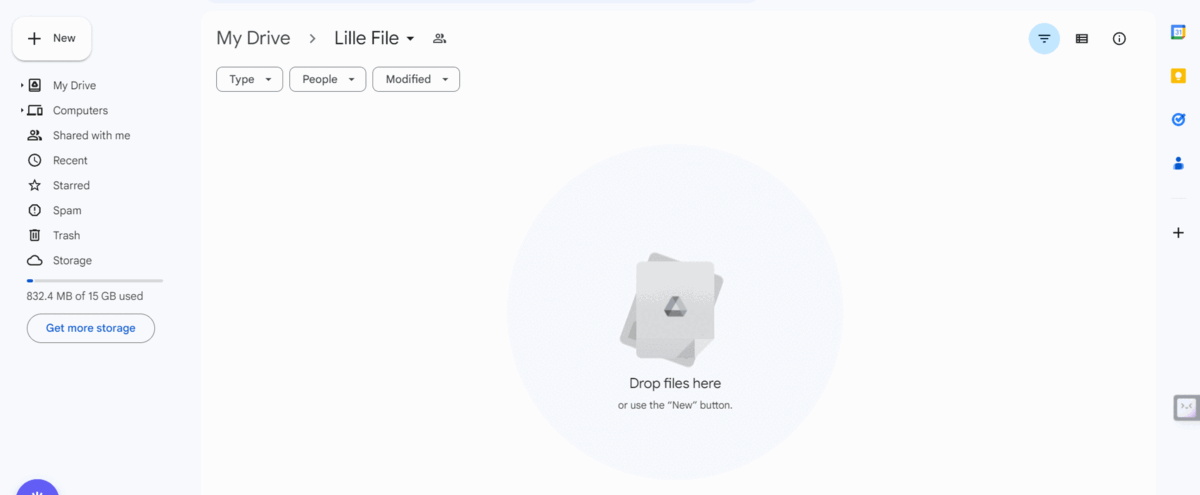 New
My Drive
Computers
Shared with me
Recent
Starred
Spam
Trash
Storage
832.4 MB of 15 GB used
Get more storage
My Drive Lille File
Type People Modified
Drop files here
or use the “New” button.
31